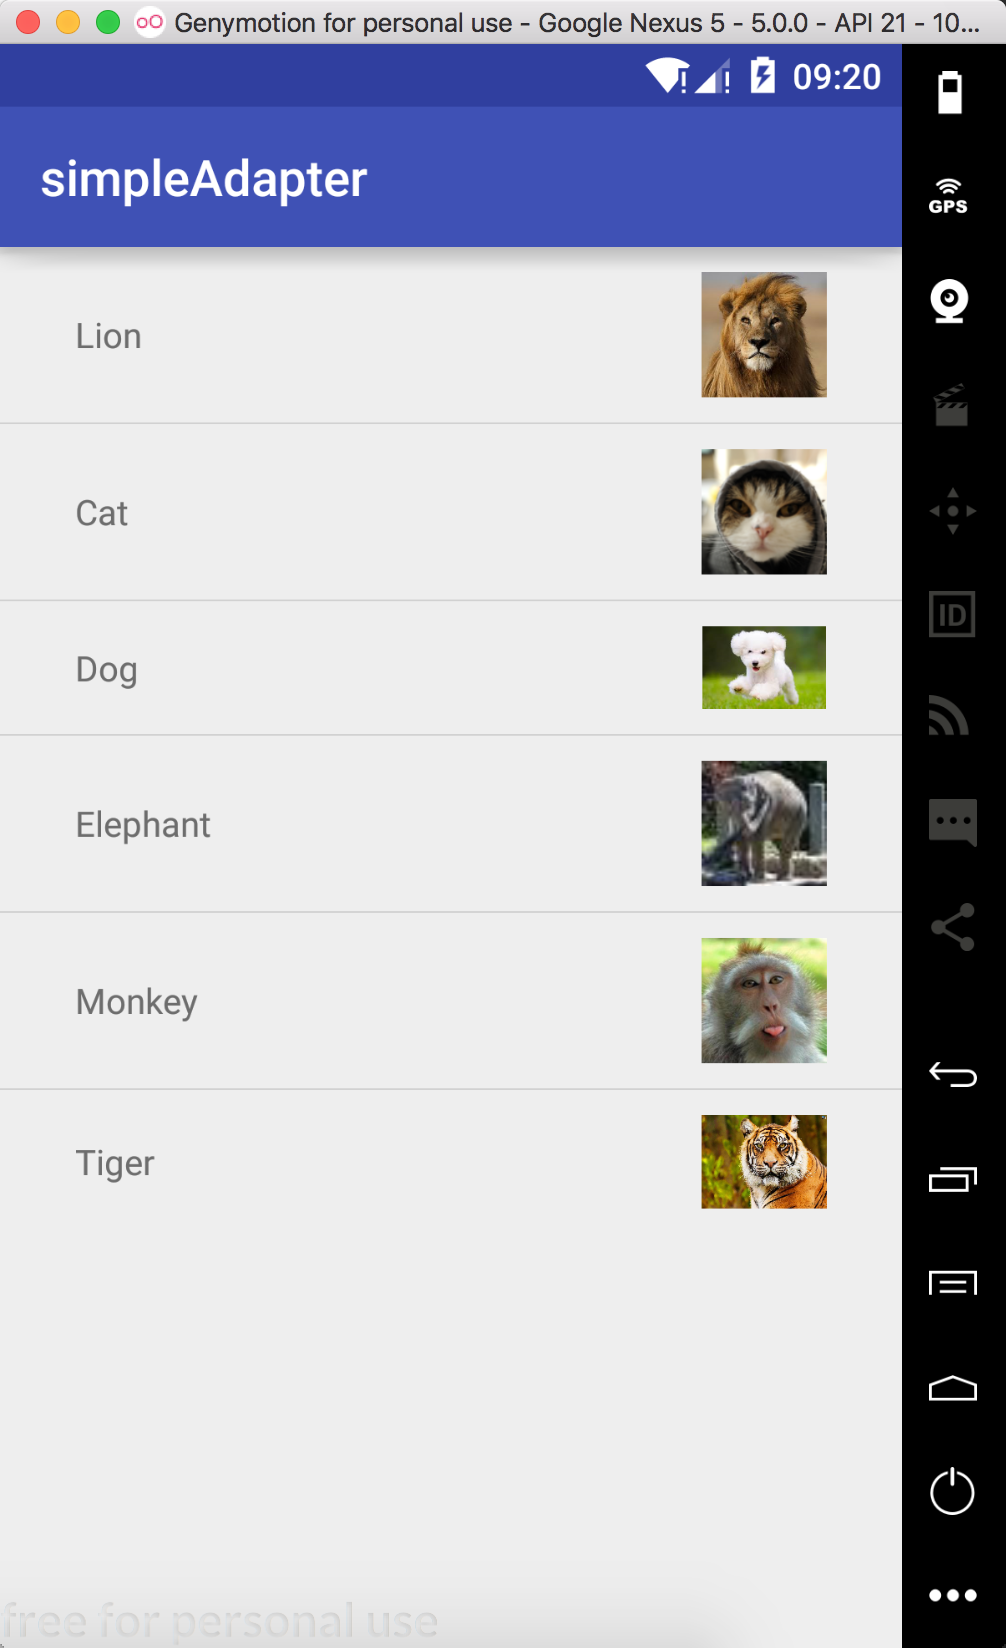 Genymotion for personal use - Google Nexus 5 - 5.0.0 - API 21 - 10...
09:20
simpleAdapter
GPS
Lion
Cat
Dog
ID
Elephant
Monkey
Tiger
free for personal use